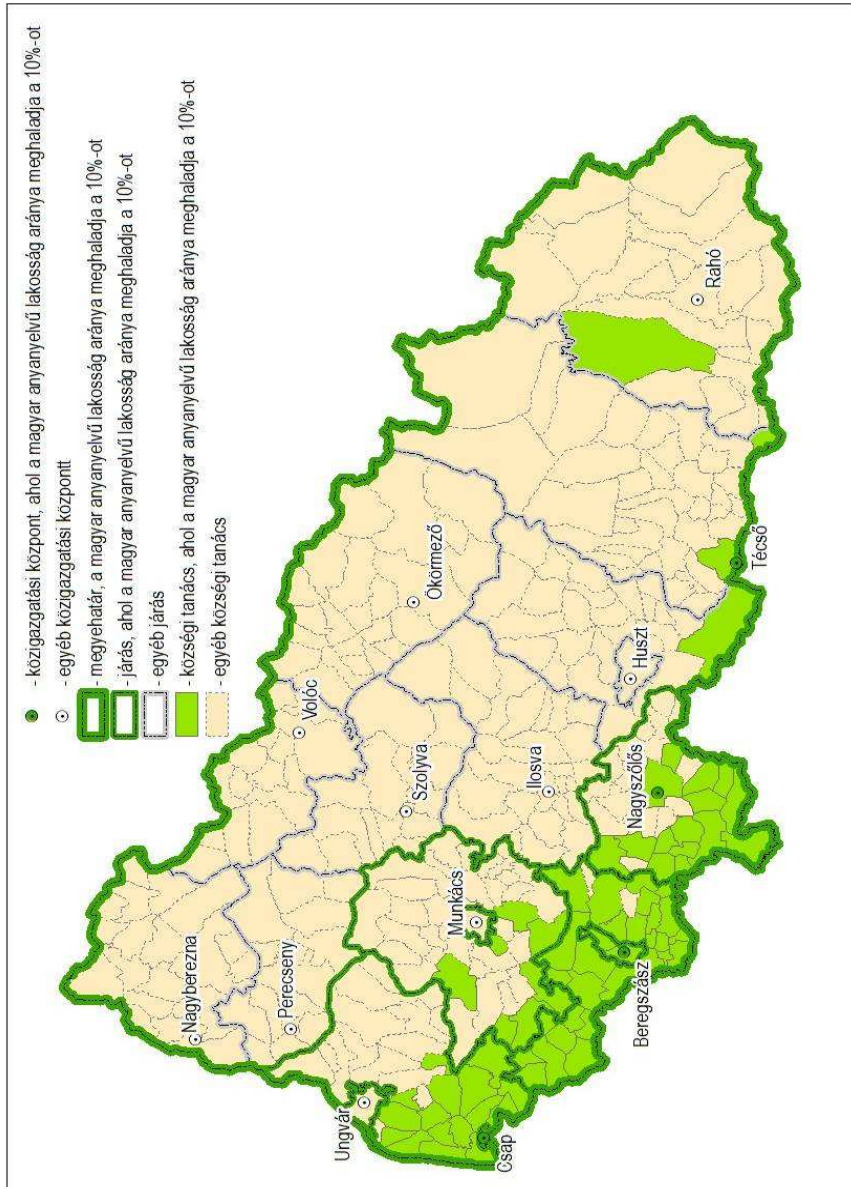 - közigazgatási központ, ahol a magyar anyanyelvű lakosság aránya meghaladja a 10%-ot
- egyéb közigazgatási központt
- megyehatár, a magyar anyanyelvű lakosság aránya meghaladja a 10%-ot
- járás, ahol a magyar anyanyelvű lakosság aránya meghaladja a 10%-ot
- egyéb járás
- községi tanács, ahol a magyar anyanyelvű lakosság aránya meghaladja a 10%-ot
- egyéb községi tanács
Nagyberezna
Perecseny
Volóc
Ungvár
Szolyva
Ökörmező
Munkács
Csap
Ilosva
Huszt
Rahó
Nagyszőlős
Beregszász
Técső